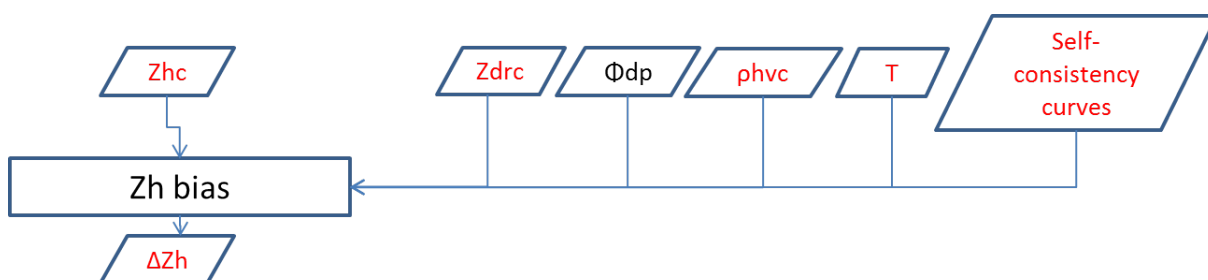 Zhc
Zdrc
Φdp
ρhvc
T
Self-
consistency
curves
Zh bias
ΔZh